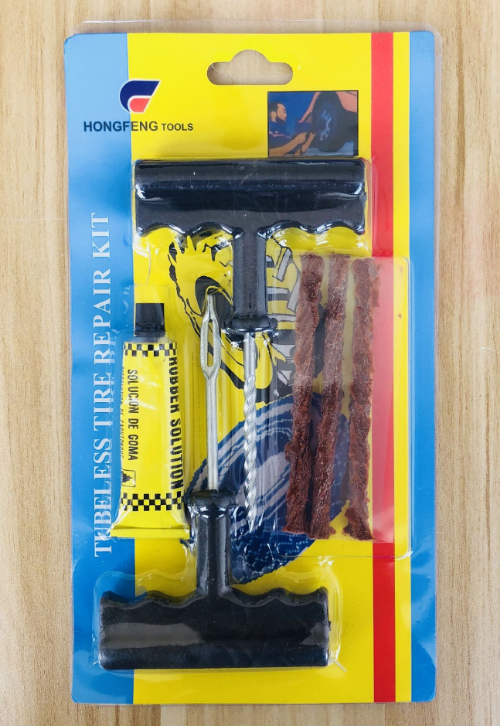 HONGFENG TOOLS
TUBELESS TIRE REPAIR KIT
RUBBER SOLUTION
SOLUCION DE GOMA